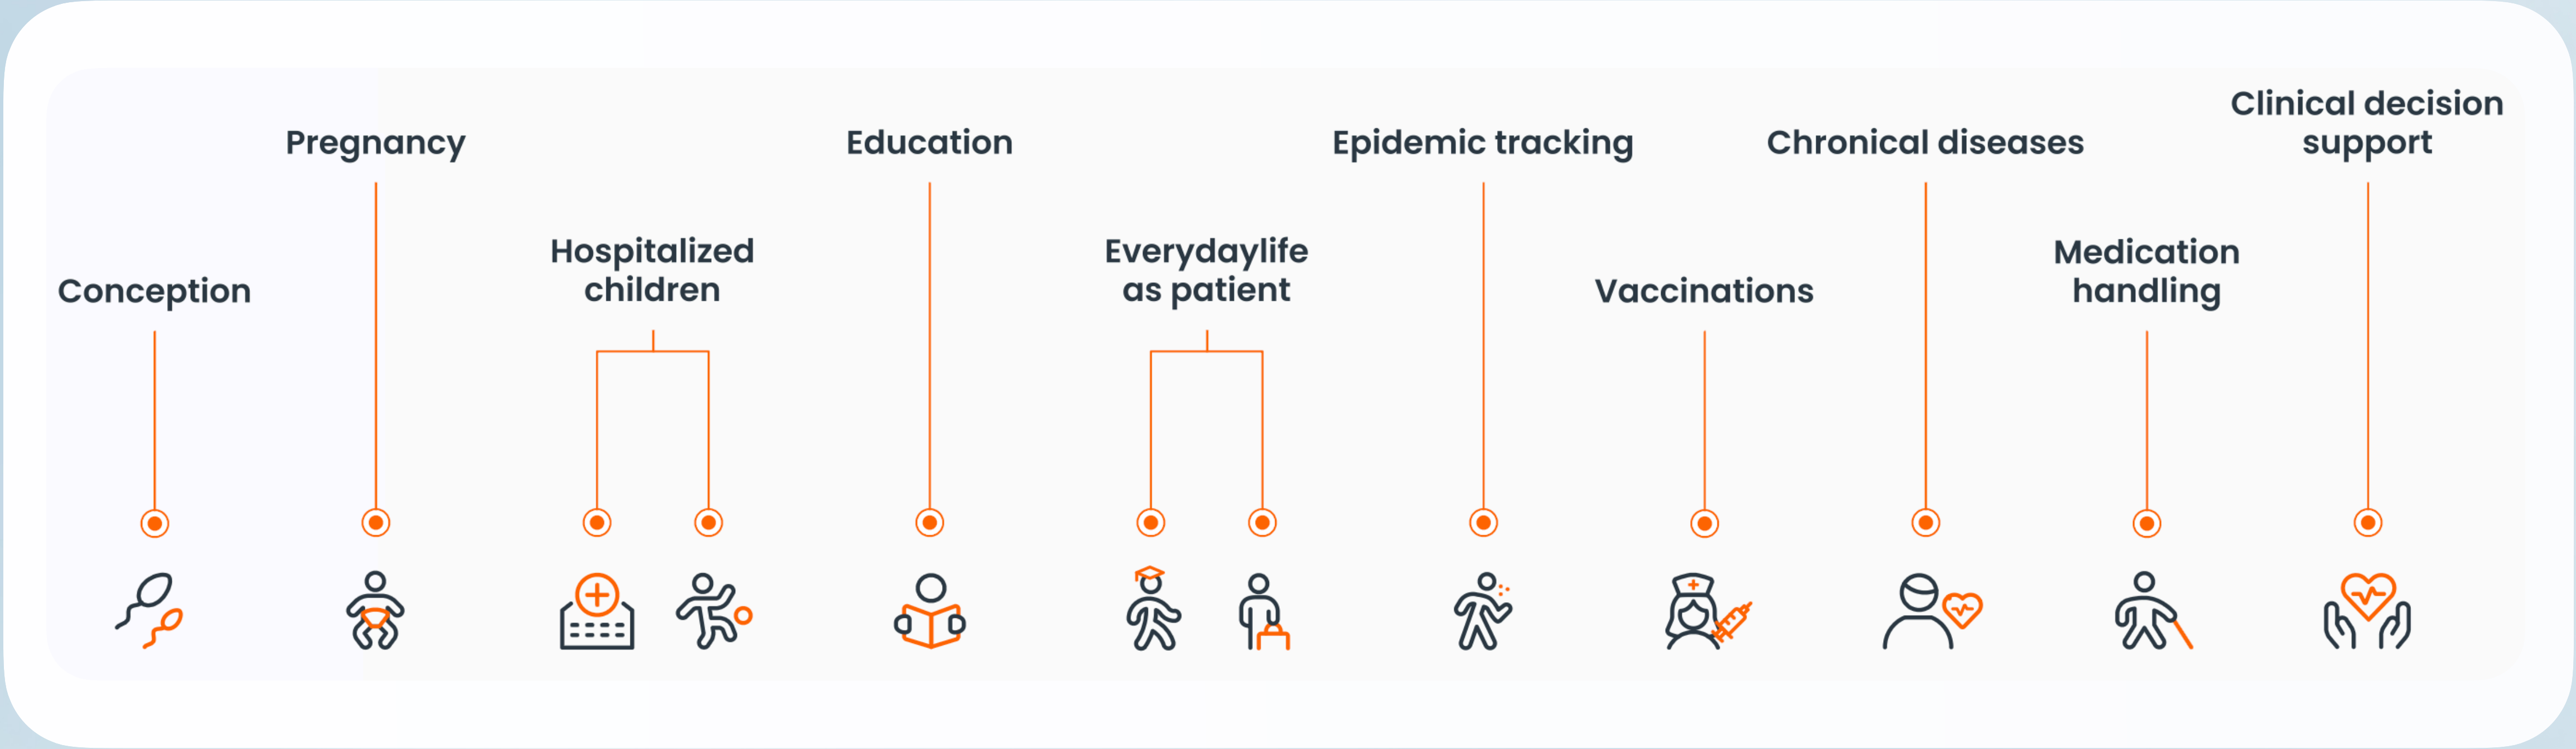 Conception
Pregnancy
Hospitalized
children
Education
Everydaylife
as patient
Epidemic tracking
Vaccinations
Chronical diseases
Medication
handling
Clinical decision
support